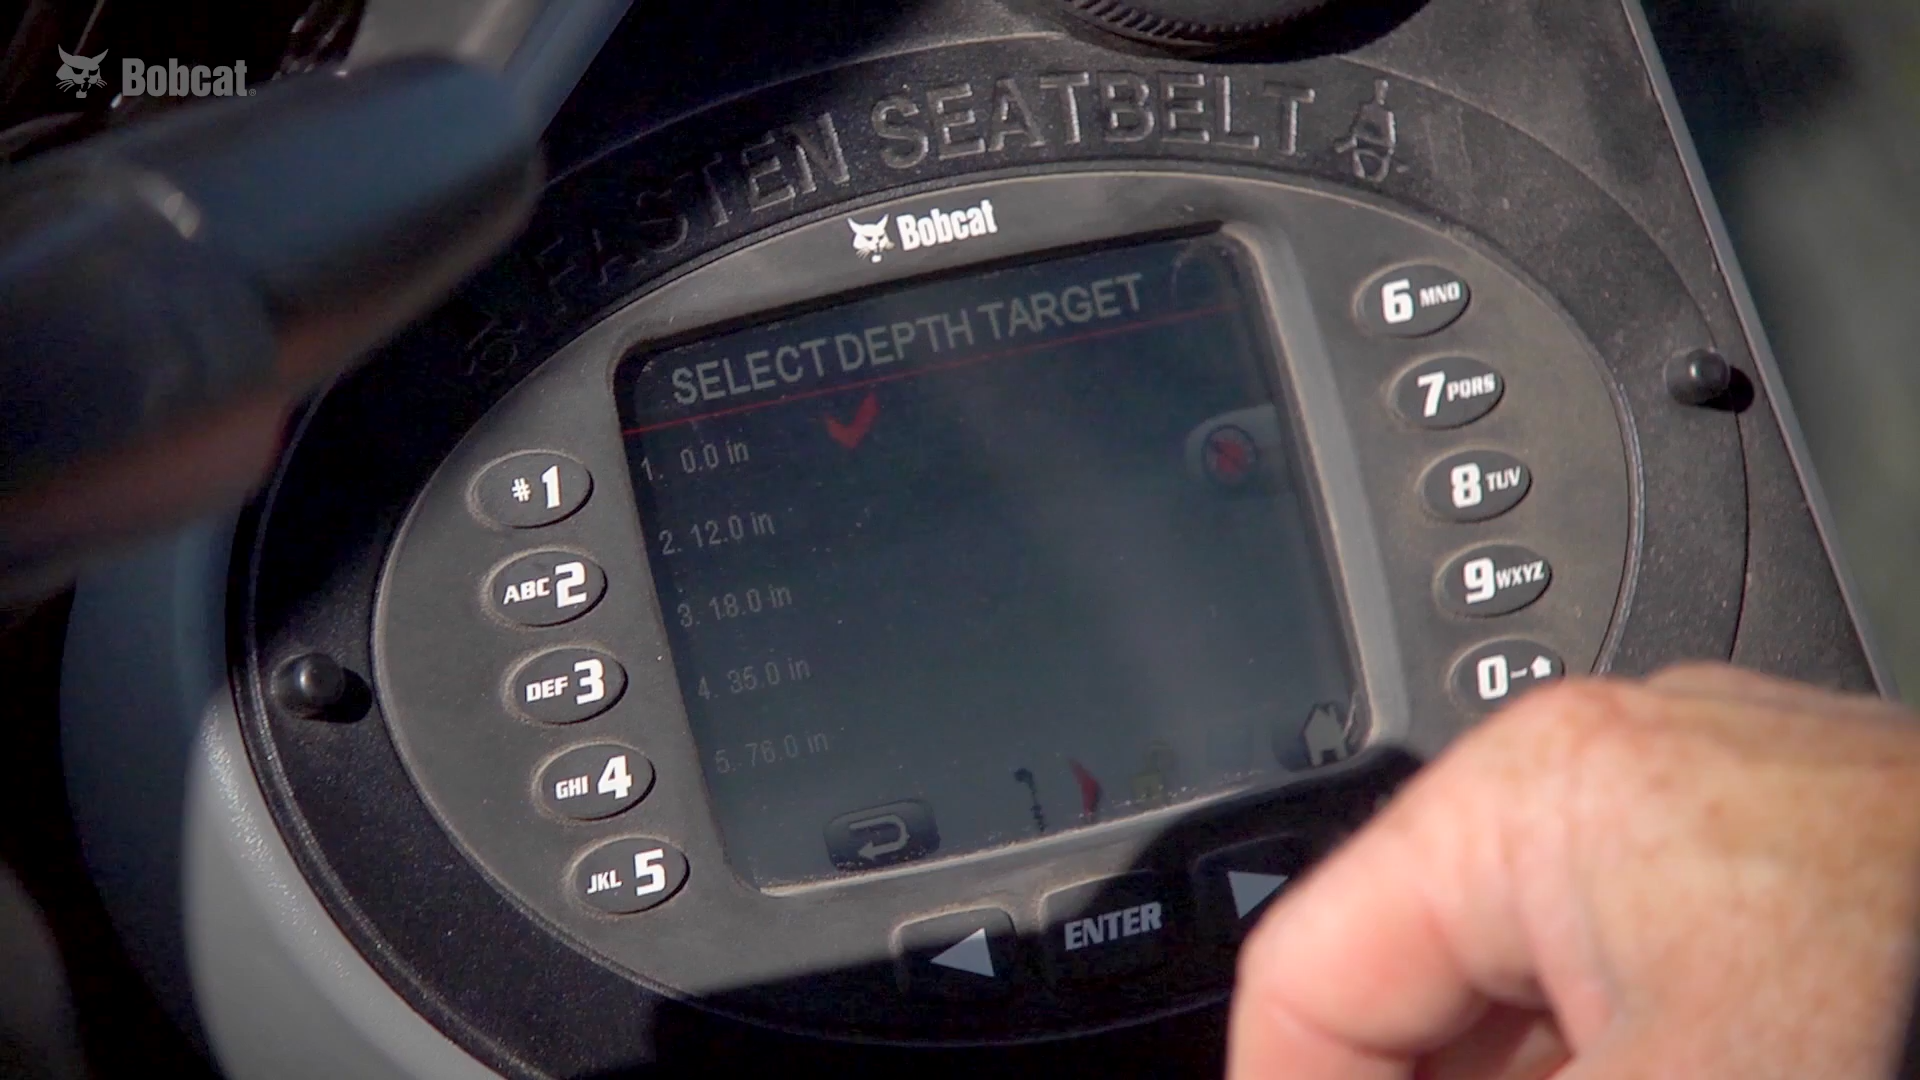 Bobcat
FASTEN SEATBELT
Bobcat
SELECT DEPTH TARGET
1. 0.0 in
2. 12.0 in
3. 18.0 in
4. 35.0 in
5. 76.0 in
# 1
ABC 2
DEF 3
GHI 4
JKL 5
6 MNO
7 PQRS
8 TUV
9 WXYZ
0
ENTER